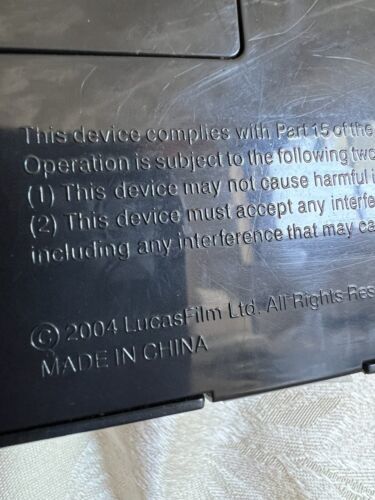 This device complies with Part 15 of the
Operation is subject to the following two
(1) This device may not cause harmful i
(2) This device must accept any interfe
including any interference that may ca
© 2004 LucasFilm Ltd. All Rights Rese
MADE IN CHINA